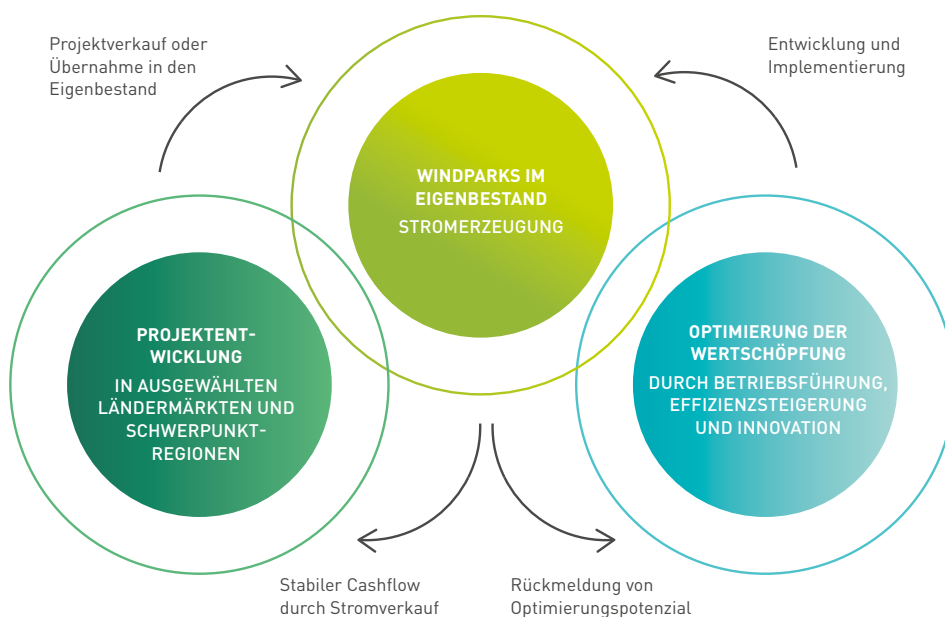 Projektverkauf oder
Übernahme in den
Eigenbestand
Entwicklung und
Implementierung
WINDPARKS IM
EIGENBESTAND
STROMERZEUGUNG
PROJEKTENT-
WICKLUNG
IN AUSGEWÄHLTEN
LÄNDERMÄRKTEN UND
SCHWERPUNKT-
REGIONEN
OPTIMIERUNG DER
WERTSCHÖPFUNG
DURCH BETRIEBSFÜHRUNG,
EFFIZIENZSTEIGERUNG
UND INNOVATION
Stabiler Cashflow
durch Stromverkauf
Rückmeldung von
Optimierungspotenzial